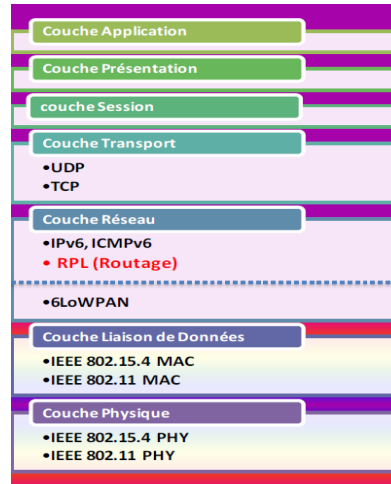 Couche Application
Couche Présentation
couche Session
Couche Transport
•UDP
•TCP
Couche Réseau
•IPv6, ICMPv6
• RPL (Routage)
•6LoWPAN
Couche Liaison de Données
•IEEE 802.15.4 MAC
•IEEE 802.11 MAC
Couche Physique
•IEEE 802.15.4 PHY
•IEEE 802.11 PHY